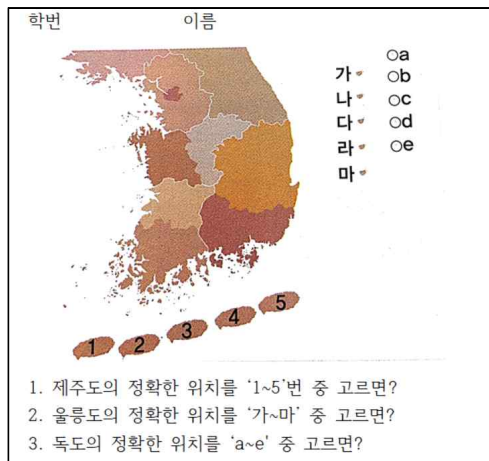 학번 이름
가 ○a
나 ○b
다 ○c
라 ○d
마 ○e
1 2 3 4 5
1. 제주도의 정확한 위치를 '1~5'번 중 고르면?
2. 울릉도의 정확한 위치를 '가~마' 중 고르면?
3. 독도의 정확한 위치를 'a~e' 중 고르면?